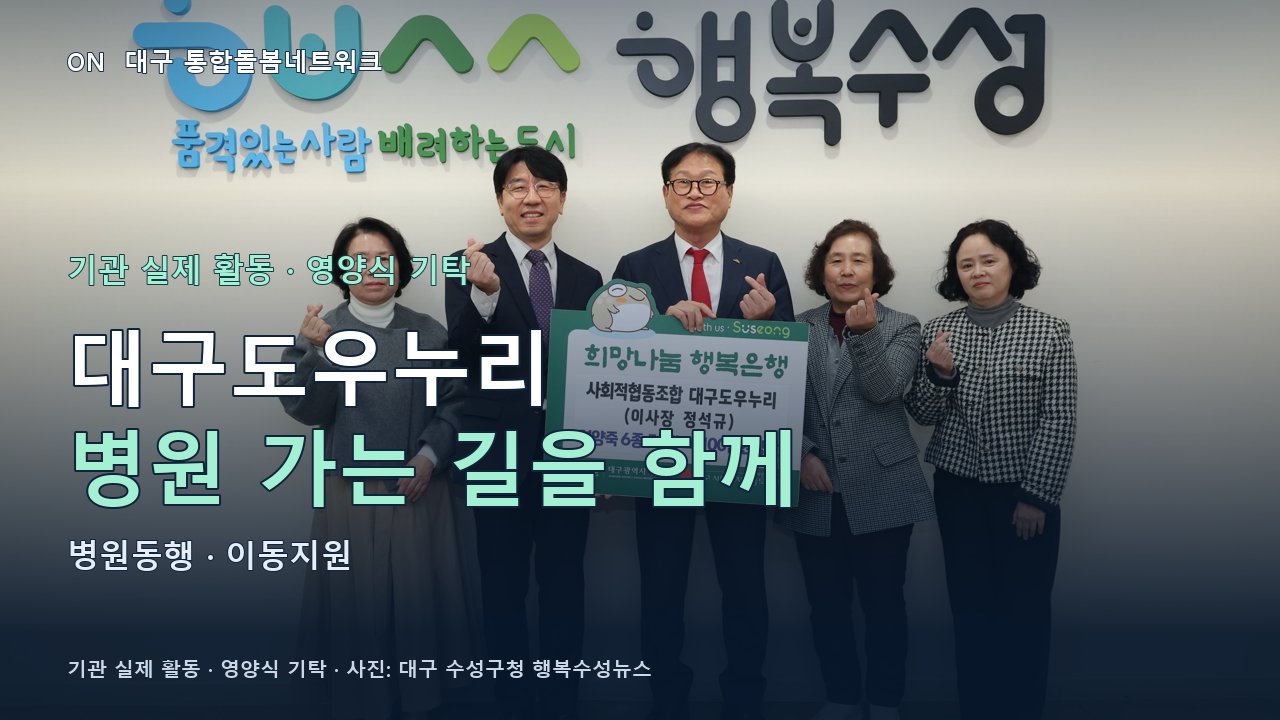 행복수성
ON 대구 통합돌봄네트워크
품격있는사람 배려하는도시
기관 실제 활동 · 영양식 기탁
Suseong
희망나눔 행복은행
사회적협동조합 대구도우누리
(이사장 정석규)
대구도우누리
병원 가는 길을 함께
병원동행 · 이동지원
기관 실제 활동 · 영양식 기탁 · 사진: 대구 수성구청 행복수성뉴스